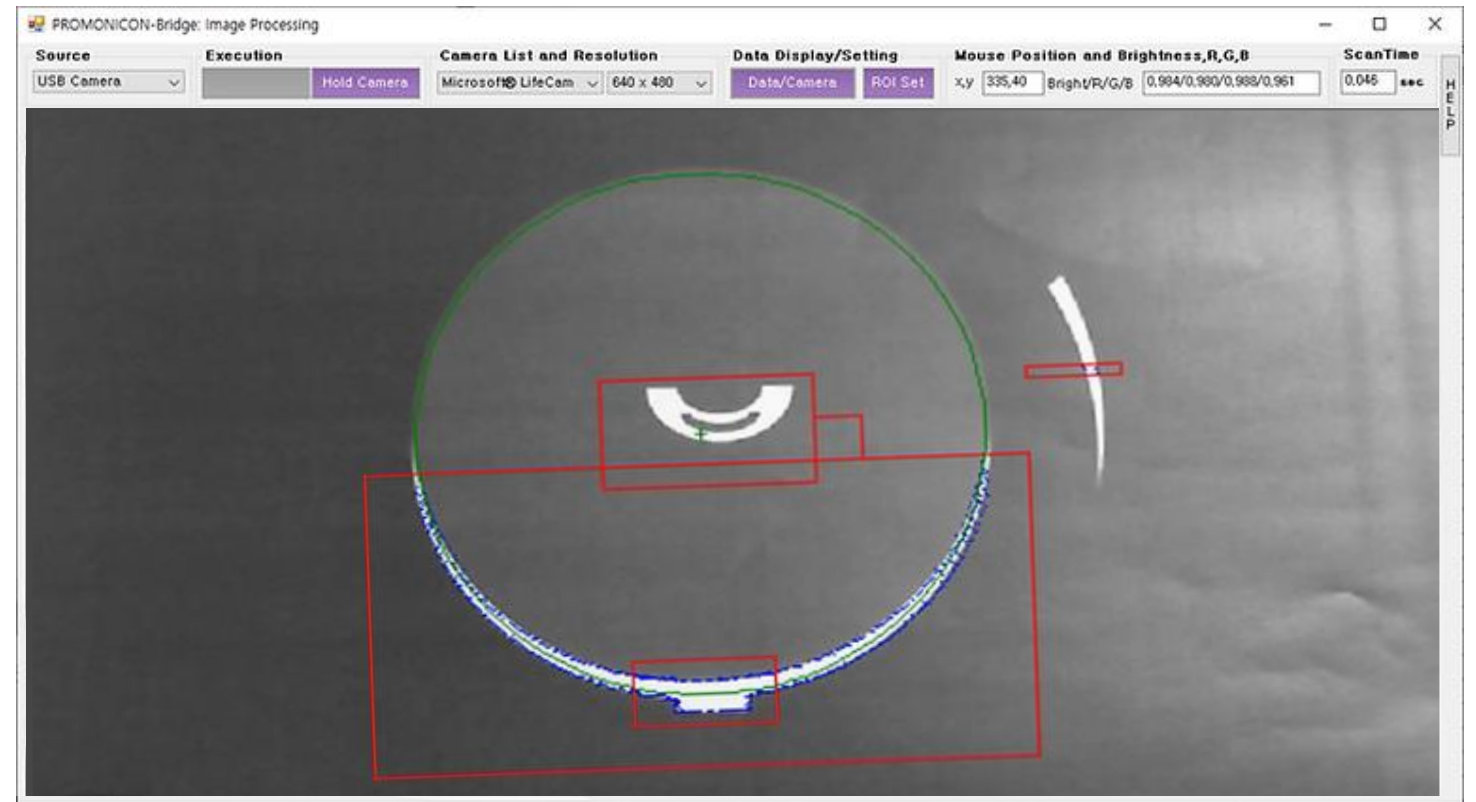 PROMONICON-Bridge: Image Processing
Source Execution Camera List and Resolution Data Display/Setting Mouse Position and Brightness,R,G,B ScanTime
USB Camera Hold Camera Microsoft® LifeCam 640 x 480 Data/Camera ROI Set x,y 335,40 Bright/R/G/B 0.984/0.980/0.988/0.961 0.046 sec
HELP